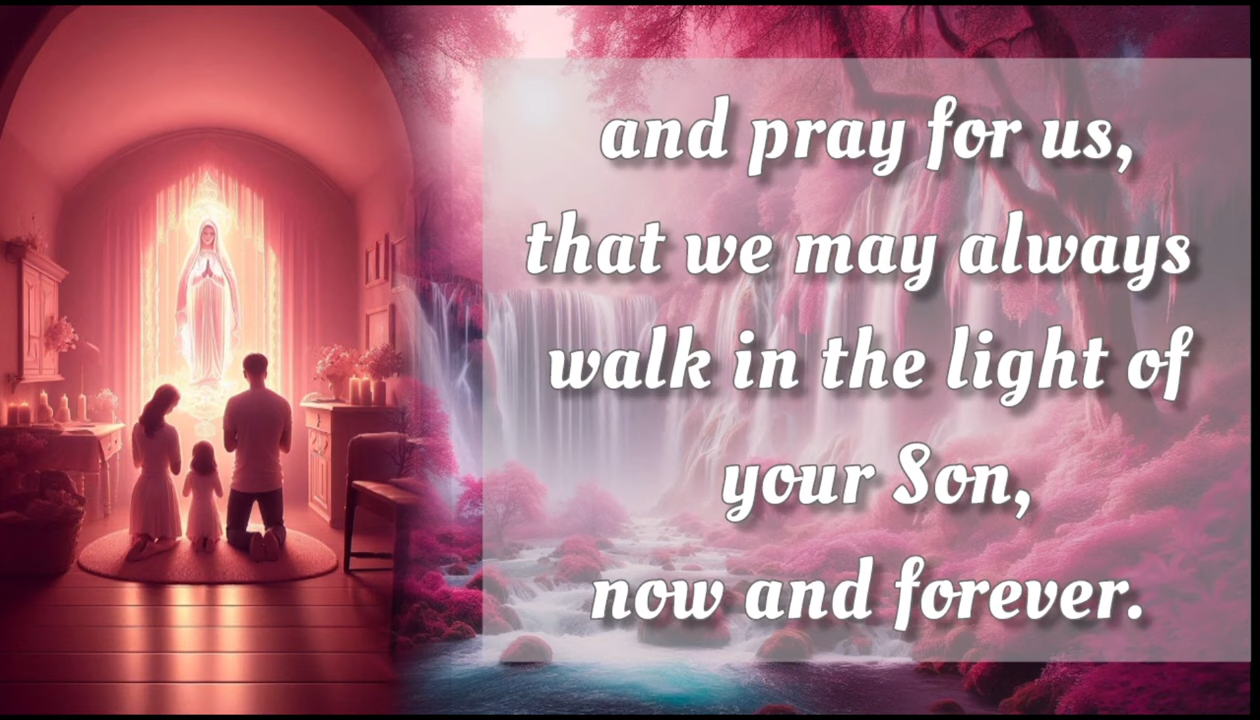 and pray for us,
that we may always
walk in the light of
your Son,
now and forever.